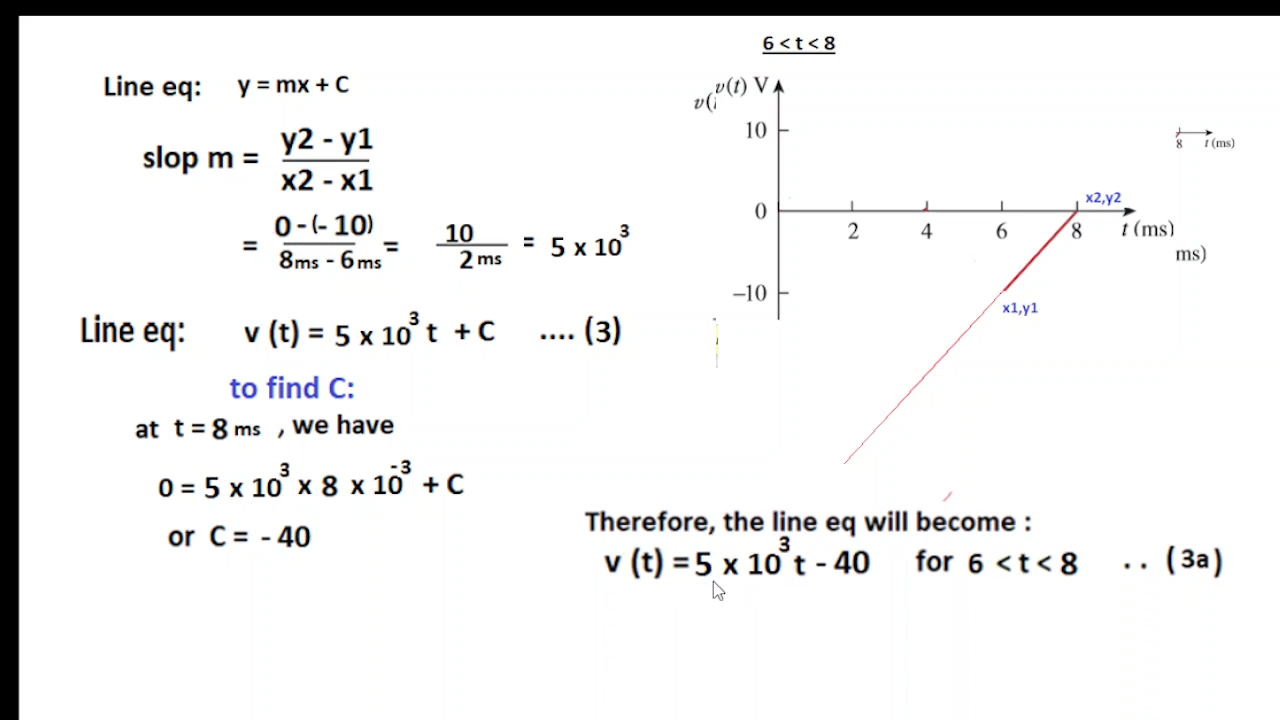 6 < t < 8
Line eq: y = mx + C
slop m = y2 - y1 / x2 - x1
= 0 - (- 10) / 8ms - 6ms = 10 / 2 ms = 5 x 10^3
Line eq: v (t) = 5 x 10^3 t + C .... (3)
to find C:
at t = 8 ms , we have
0 = 5 x 10^3 x 8 x 10^-3 + C
or C = - 40
v(t) V
v(
10
0
-10
2 4 6 8 t (ms)
ms)
x2,y2
x1,y1
8 t (ms)
Therefore, the line eq will become :
v (t) = 5 x 10^3 t - 40 for 6 < t < 8 .. (3a)